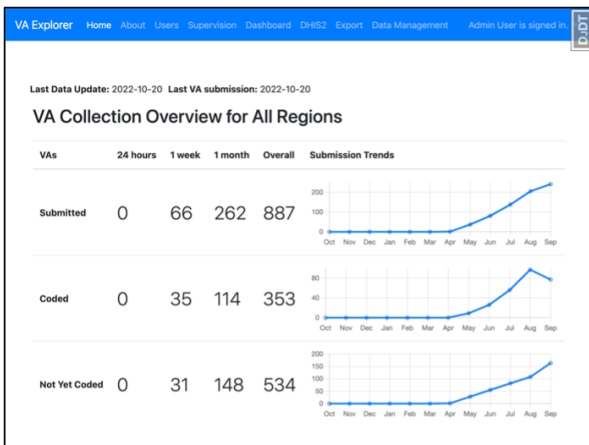 VA Explorer Home About Users Supervision Dashboard DHIS2 Export Data Management Admin User is signed in.
DJDT
Last Data Update: 2022-10-20 Last VA submission: 2022-10-20
VA Collection Overview for All Regions
VAs 24 hours 1 week 1 month Overall Submission Trends
Submitted 0 66 262 887
200
100
0
Oct Nov Dec Jan Feb Mar Apr May Jun Jul Aug Sep
Coded 0 35 114 353
80
40
0
Oct Nov Dec Jan Feb Mar Apr May Jun Jul Aug Sep
Not Yet Coded 0 31 148 534
200
150
100
50
0
Oct Nov Dec Jan Feb Mar Apr May Jun Jul Aug Sep